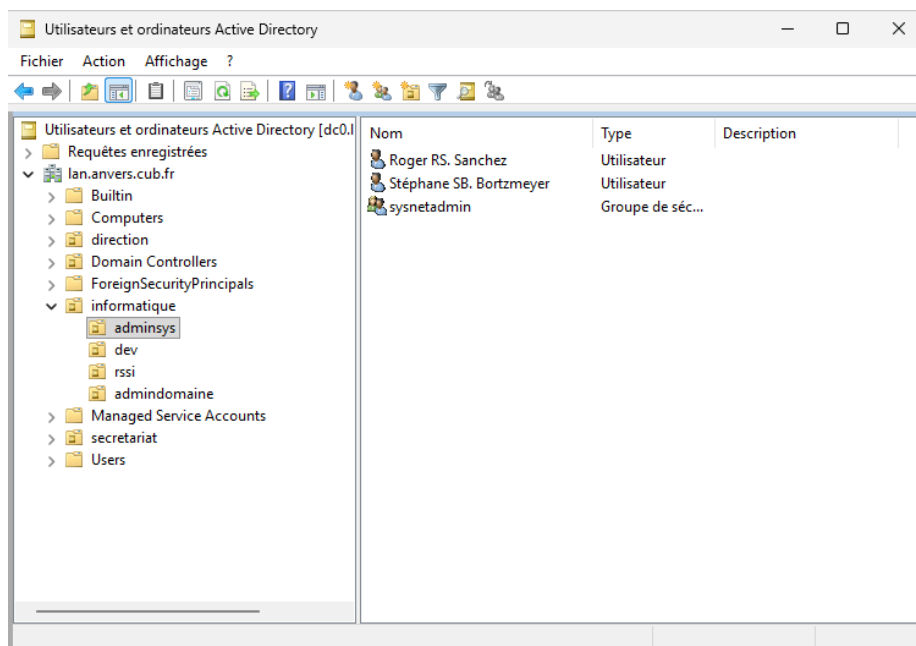 Utilisateurs et ordinateurs Active Directory
Fichier Action Affichage ?
Utilisateurs et ordinateurs Active Directory [dc0.l
Requêtes enregistrées
lan.anvers.cub.fr
Builtin
Computers
direction
Domain Controllers
ForeignSecurityPrincipals
informatique
adminsys
dev
rssi
admindomaine
Managed Service Accounts
secretariat
Users
Nom Type Description
Roger RS. Sanchez Utilisateur
Stéphane SB. Bortzmeyer Utilisateur
sysnetadmin Groupe de séc...